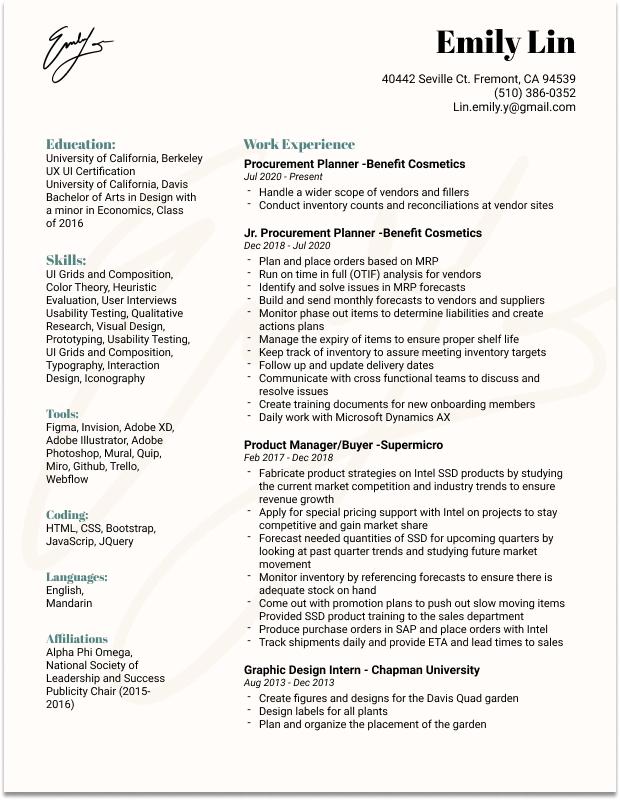 Emily
Emily Lin
40442 Seville Ct. Fremont, CA 94539
(510) 386-0352
Lin.emily.y@gmail.com
Education:
University of California, Berkeley
UX UI Certification
University of California, Davis
Bachelor of Arts in Design with
a minor in Economics, Class
of 2016
Skills:
UI Grids and Composition,
Color Theory, Heuristic
Evaluation, User Interviews
Usability Testing, Qualitative
Research, Visual Design,
Prototyping, Usability Testing,
UI Grids and Composition,
Typography, Interaction
Design, Iconography
Tools:
Figma, Invision, Adobe XD,
Adobe Illustrator, Adobe
Photoshop, Mural, Quip,
Miro, Github, Trello,
Webflow
Coding:
HTML, CSS, Bootstrap,
JavaScrip, JQuery
Languages:
English,
Mandarin
Affiliations
Alpha Phi Omega,
National Society of
Leadership and Success
Publicity Chair (2015-
2016)
Work Experience
Procurement Planner -Benefit Cosmetics
Jul 2020 - Present
- Handle a wider scope of vendors and fillers
- Conduct inventory counts and reconciliations at vendor sites
Jr. Procurement Planner -Benefit Cosmetics
Dec 2018 - Jul 2020
- Plan and place orders based on MRP
- Run on time in full (OTIF) analysis for vendors
- Identify and solve issues in MRP forecasts
- Build and send monthly forecasts to vendors and suppliers
- Monitor phase out items to determine liabilities and create
actions plans
- Manage the expiry of items to ensure proper shelf life
- Keep track of inventory to assure meeting inventory targets
- Follow up and update delivery dates
- Communicate with cross functional teams to discuss and
resolve issues
- Create training documents for new onboarding members
- Daily work with Microsoft Dynamics AX
Product Manager/Buyer -Supermicro
Feb 2017 - Dec 2018
- Fabricate product strategies on Intel SSD products by studying
the current market competition and industry trends to ensure
revenue growth
- Apply for special pricing support with Intel on projects to stay
competitive and gain market share
- Forecast needed quantities of SSD for upcoming quarters by
looking at past quarter trends and studying future market
movement
- Monitor inventory by referencing forecasts to ensure there is
adequate stock on hand
- Come out with promotion plans to push out slow moving items
Provided SSD product training to the sales department
- Produce purchase orders in SAP and place orders with Intel
- Track shipments daily and provide ETA and lead times to sales
Graphic Design Intern - Chapman University
Aug 2013 - Dec 2013
- Create figures and designs for the Davis Quad garden
- Design labels for all plants
- Plan and organize the placement of the garden